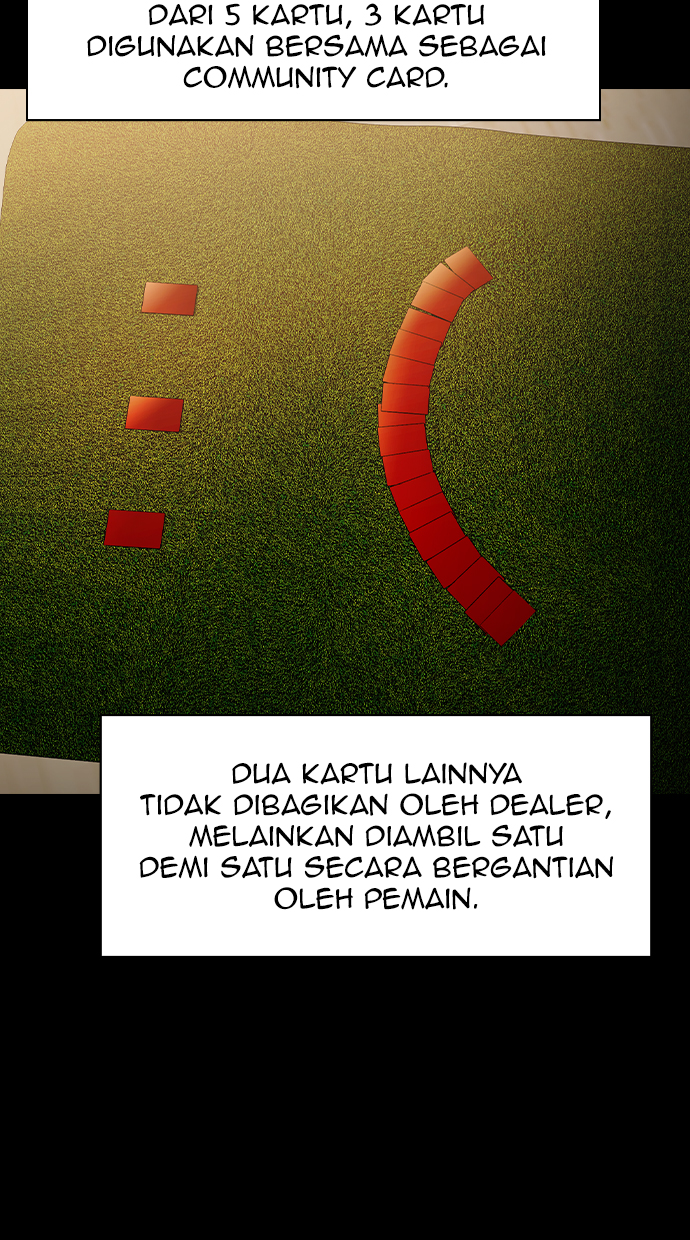 DARI 5 KARTU, 3 KARTU
DIGUNAKAN BERSAMA SEBAGAI
COMMUNITY CARD.
DUA KARTU LAINNYA
TIDAK DIBAGIKAN OLEH DEALER,
MELAINKAN DIAMBIL SATU
DEMI SATU SECARA BERGANTIAN
OLEH PEMAIN.